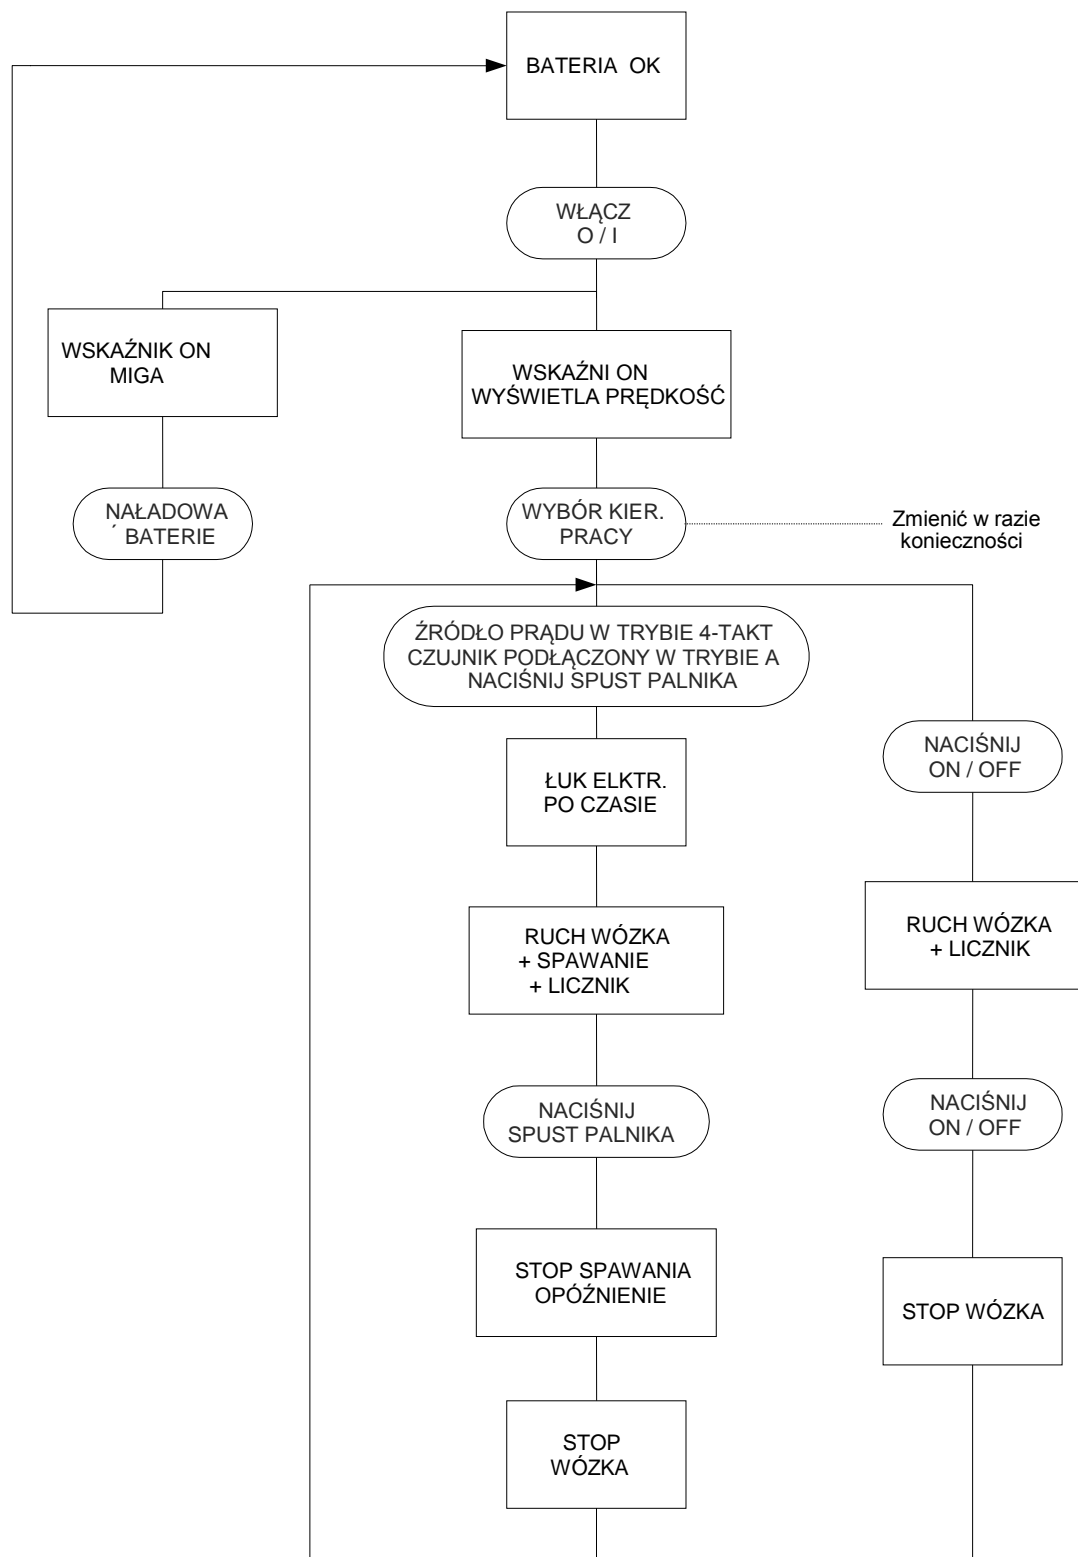 BATERIA OK
WŁĄCZ
O / I
WSKAŹNIK ON
MIGA
WSKAŹNI ON
WYŚWIETLA PRĘDKOŚĆ
NAŁADOWA
´ BATERIE
WYBÓR KIER.
PRACY
Zmienić w razie
konieczności
ŹRÓDŁO PRĄDU W TRYBIE 4-TAKT
CZUJNIK PODŁĄCZONY W TRYBIE A
NACIŚNIJ SPUST PALNIKA
ŁUK ELKTR.
PO CZASIE
RUCH WÓZKA
+ SPAWANIE
+ LICZNIK
NACIŚNIJ
SPUST PALNIKA
STOP SPAWANIA
OPÓŹNIENIE
STOP
WÓZKA
NACIŚNIJ
ON / OFF
RUCH WÓZKA
+ LICZNIK
NACIŚNIJ
ON / OFF
STOP WÓZKA